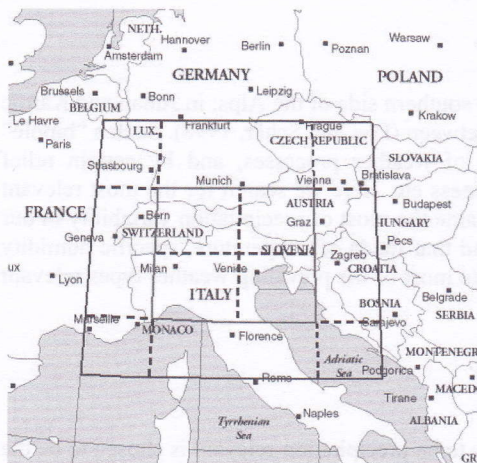 NETH.
Hannover
Berlin
Poznan
Warsaw
Amsterdam
GERMANY
POLAND
Brussels
Bonn
Leipzig
BELGIUM
Le Havre
Frankfurt
Prague
Krakow
LUX.
CZECH REPUBLIC
Paris
SLOVAKIA
Strasbourg
Munich
Vienna
Bratislava
AUSTRIA
Budapest
FRANCE
Bern
Graz
HUNGARY
Geneva
SWITZERLAND
Pecs
SLOVENIA
Zagreb
Milan
Venice
CROATIA
ux
Lyon
ITALY
BOSNIA
Belgrade
SERBIA
Marseille
MONACO
Sarajevo
Florence
MONTENEGR
Adriatic
Sea
Podgorica
Roma
MACED
Tirane
Naples
ALBANIA
Tyrrhenian
Sea
GR